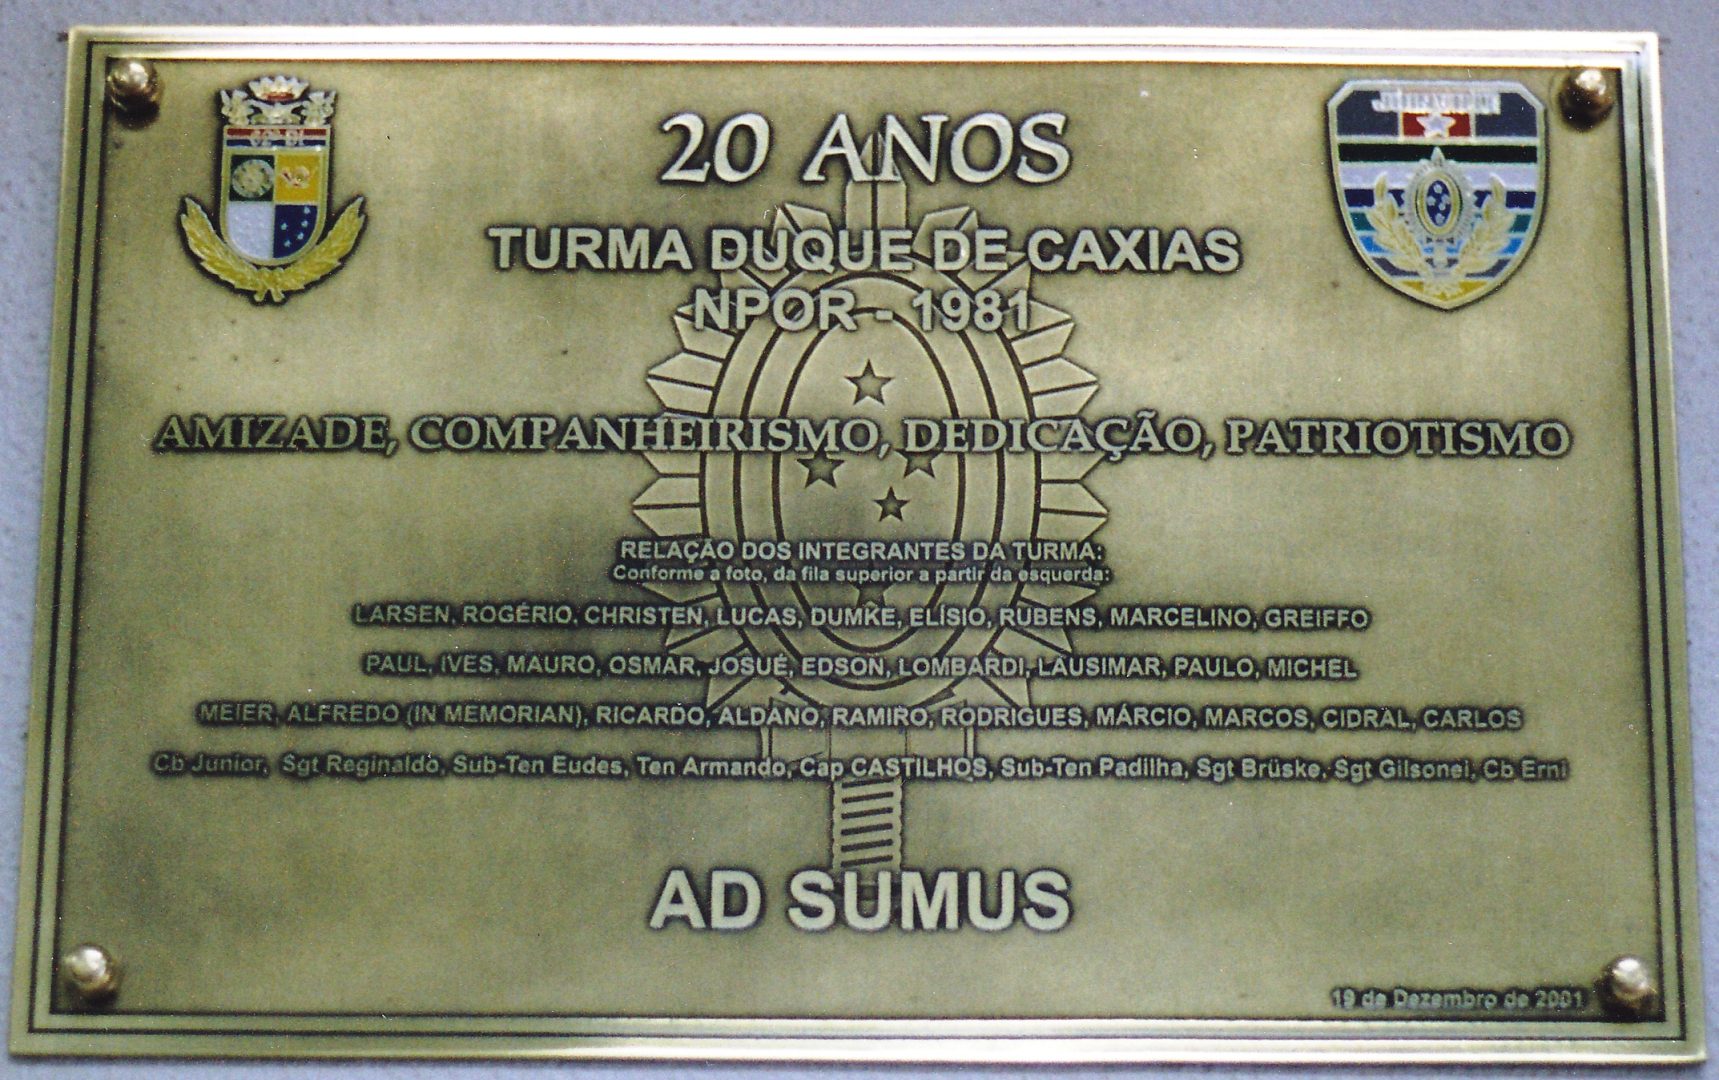 20 ANOS
TURMA DUQUE DE CAXIAS
NPOR - 1981
AMIZADE, COMPANHEIRISMO, DEDICAÇÃO, PATRIOTISMO
RELAÇÃO DOS INTEGRANTES DA TURMA:
Conforme a foto, da fila superior a partir da esquerda:
LARSEN, ROGÉRIO, CHRISTEN, LUCAS, DUMKE, ELÍSIO, RUBENS, MARCELINO, GREIFFO
PAUL, IVES, MAURO, OSMAR, JOSUÉ, EDSON, LOMBARDI, LAUSIMAR, PAULO, MICHEL
MEIER, ALFREDO (IN MEMORIAN), RICARDO, ALDANO, RAMIRO, RODRIGUES, MÁRCIO, MARCOS, CIDRAL, CARLOS
Cb Junior, Sgt Reginaldo, Sub-Ten Eudes, Ten Armando, Cap CASTILHOS, Sub-Ten Padilha, Sgt Brüske, Sgt Gilsonei, Cb Erni
AD SUMUS
19 de Dezembro de 2001